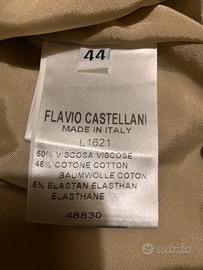 44
FLAVIO CASTELLANI
MADE IN ITALY
L1621
50% VISCOSA VISCOSE
45% COTONE COTTON
BAUMWOLLE COTON
5% ELASTAN ELASTHAN
ELASTHANE
48830
subito